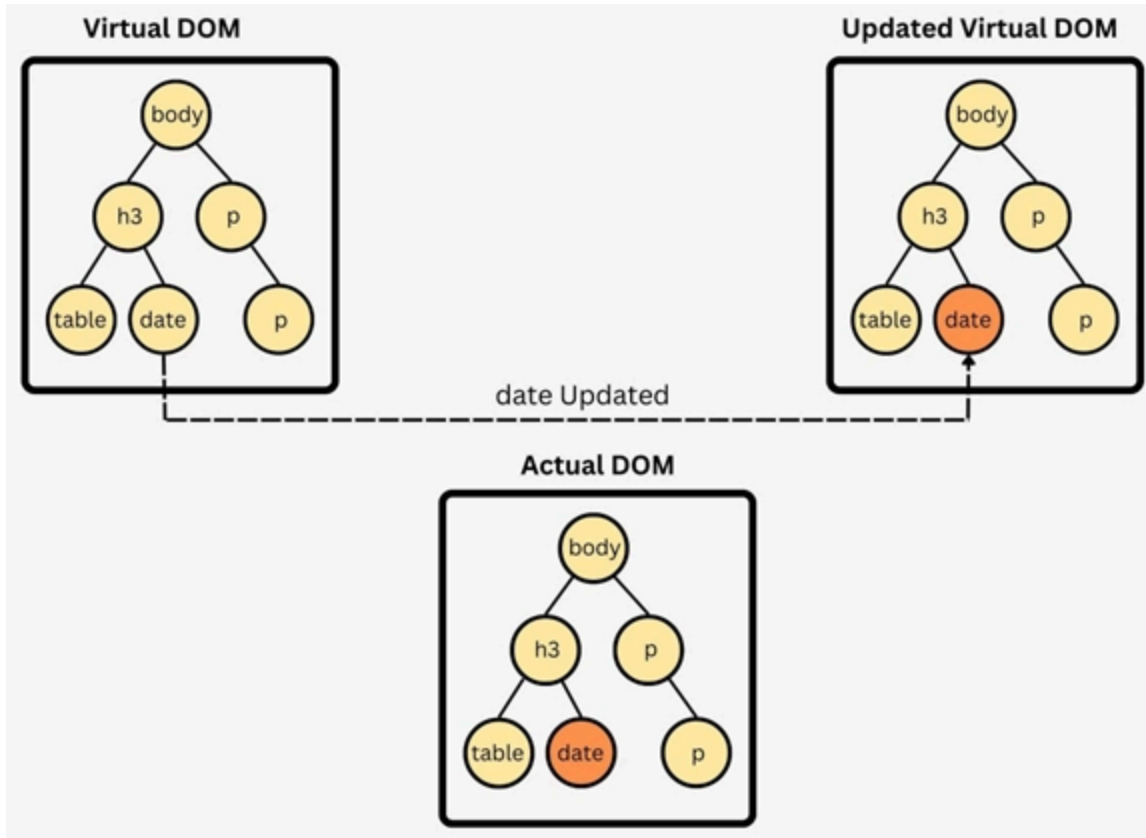 Virtual DOM
body
h3
p
table
date
p
Updated Virtual DOM
body
h3
p
table
date
p
date Updated
Actual DOM
body
h3
p
table
date
p